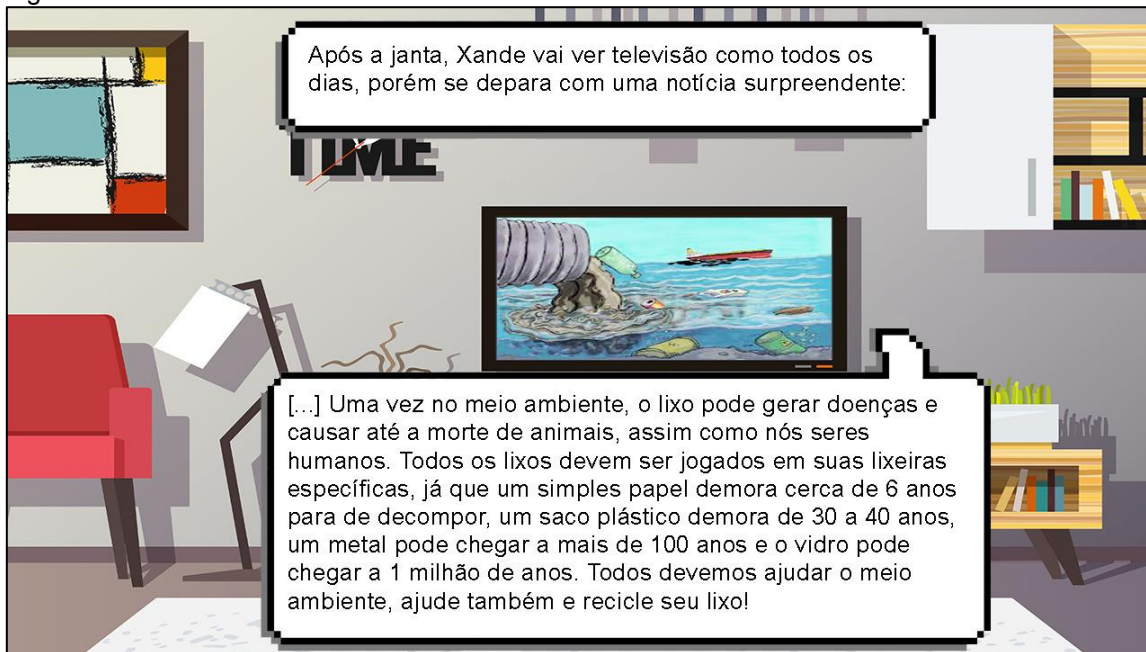 Após a janta, Xande vai ver televisão como todos os
dias, porém se depara com uma notícia surpreendente:
TIME
[...] Uma vez no meio ambiente, o lixo pode gerar doenças e
causar até a morte de animais, assim como nós seres
humanos. Todos os lixos devem ser jogados em suas lixeiras
específicas, já que um simples papel demora cerca de 6 anos
para de decompor, um saco plástico demora de 30 a 40 anos,
um metal pode chegar a mais de 100 anos e o vidro pode
chegar a 1 milhão de anos. Todos devemos ajudar o meio
ambiente, ajude também e recicle seu lixo!